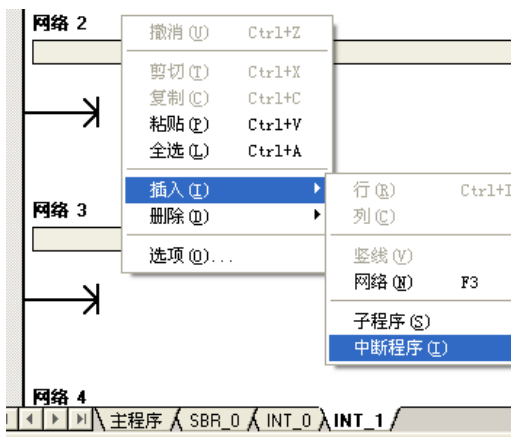 网络 2
撤消(U) Ctrl+Z
剪切(T) Ctrl+X
复制(C) Ctrl+C
粘贴(P) Ctrl+V
全选(L) Ctrl+A
插入(I)
删除(D)
选项(O)...
行(R) Ctrl+I
列(C)
竖线(V)
网络(N) F3
子程序(S)
中断程序(I)
网络 3
网络 4
主程序 SBR_0 INT_0 INT_1